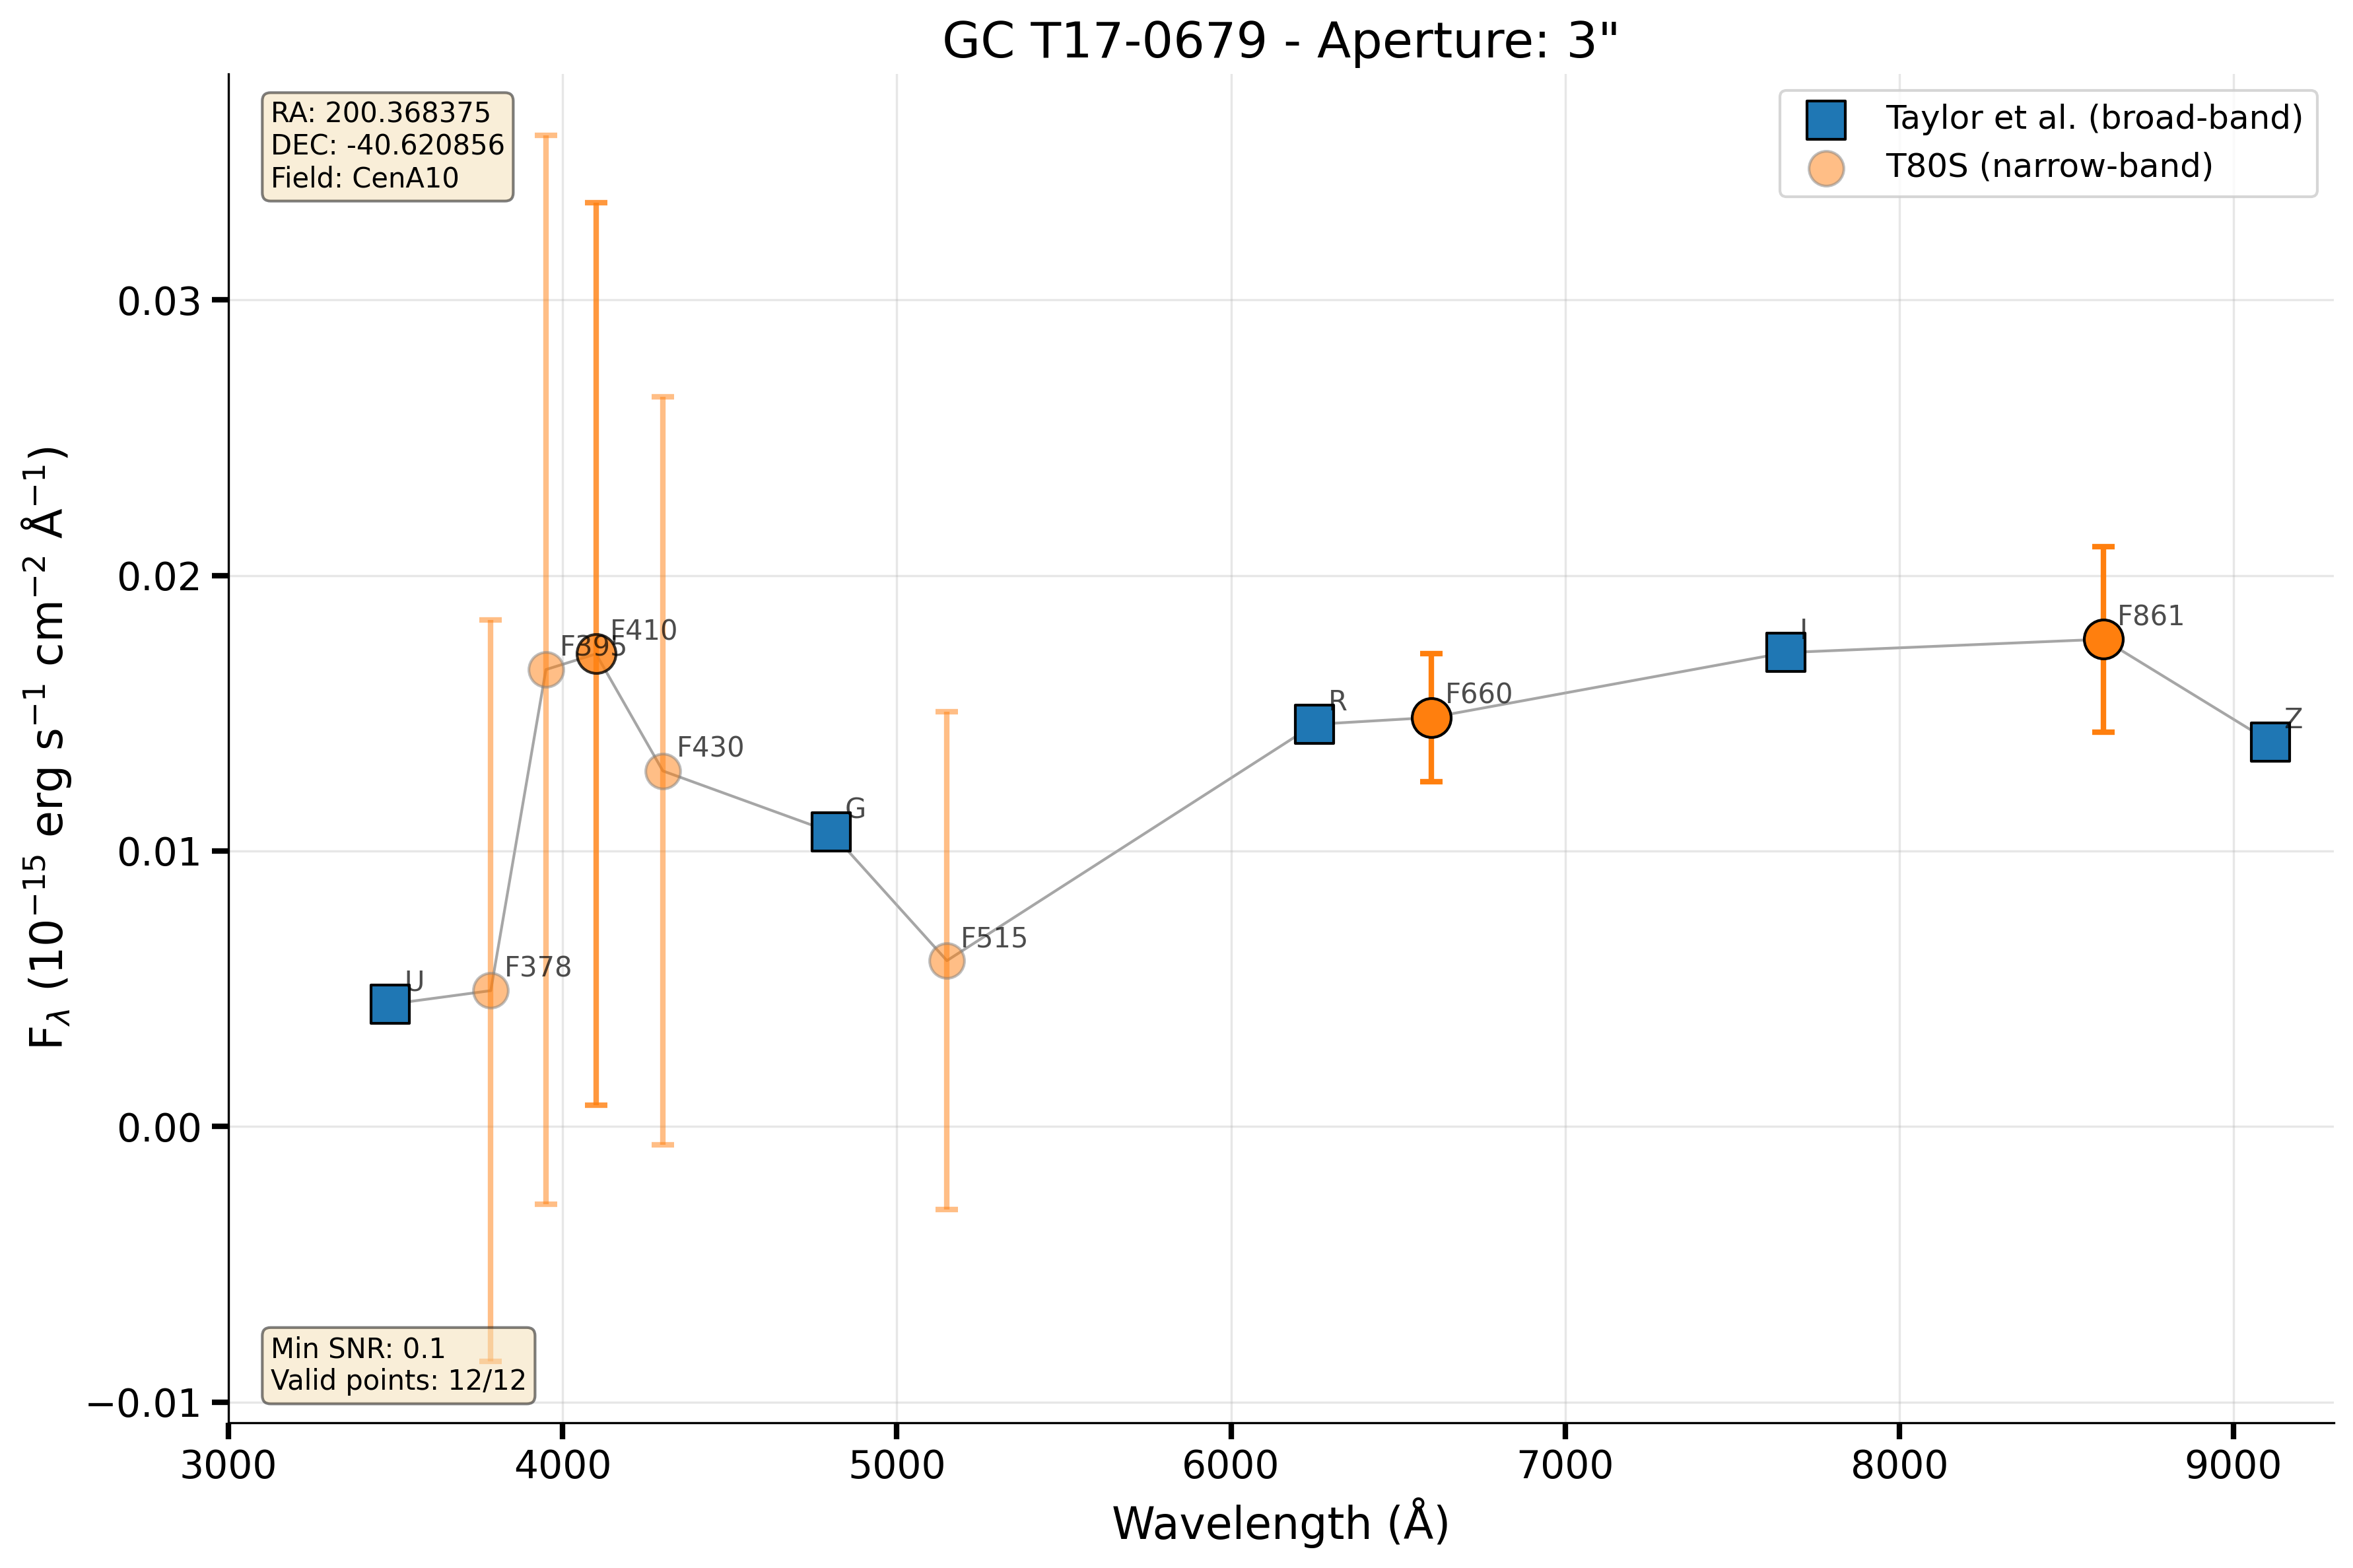 GC T17-0679 - Aperture: 3"
RA: 200.368375
DEC: -40.620856
Field: CenA10
Taylor et al. (broad-band)
T80S (narrow-band)
F$_{\lambda}$ (10$^{-15}$ erg s$^{-1}$ cm$^{-2}$ Å$^{-1}$)
0.03
0.02
0.01
0.00
−0.01
U
F378
F395
F410
F430
G
F515
R
F660
I
F861
Z
Min SNR: 0.1
Valid points: 12/12
3000 4000 5000 6000 7000 8000 9000
Wavelength (Å)